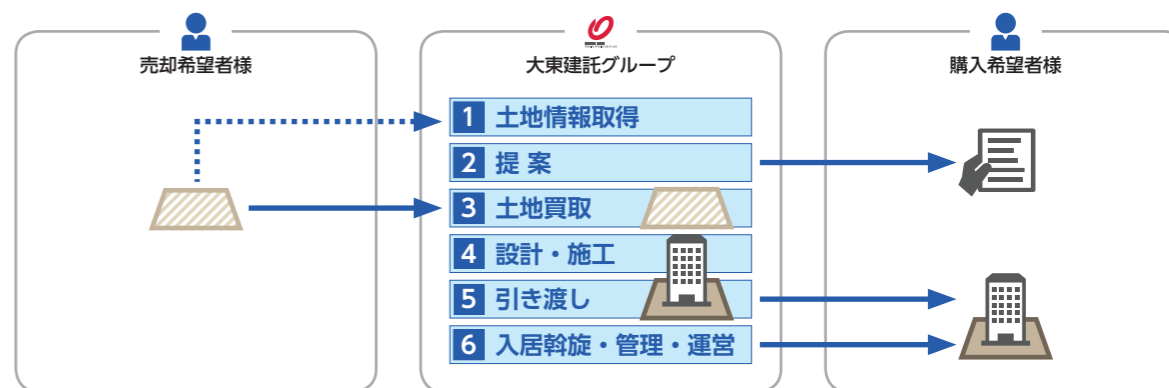 売却希望者様
大東建託グループ
購入希望者様
1 土地情報取得
2 提 案
3 土地買取
4 設計・施工
5 引き渡し
6 入居斡旋・管理・運営